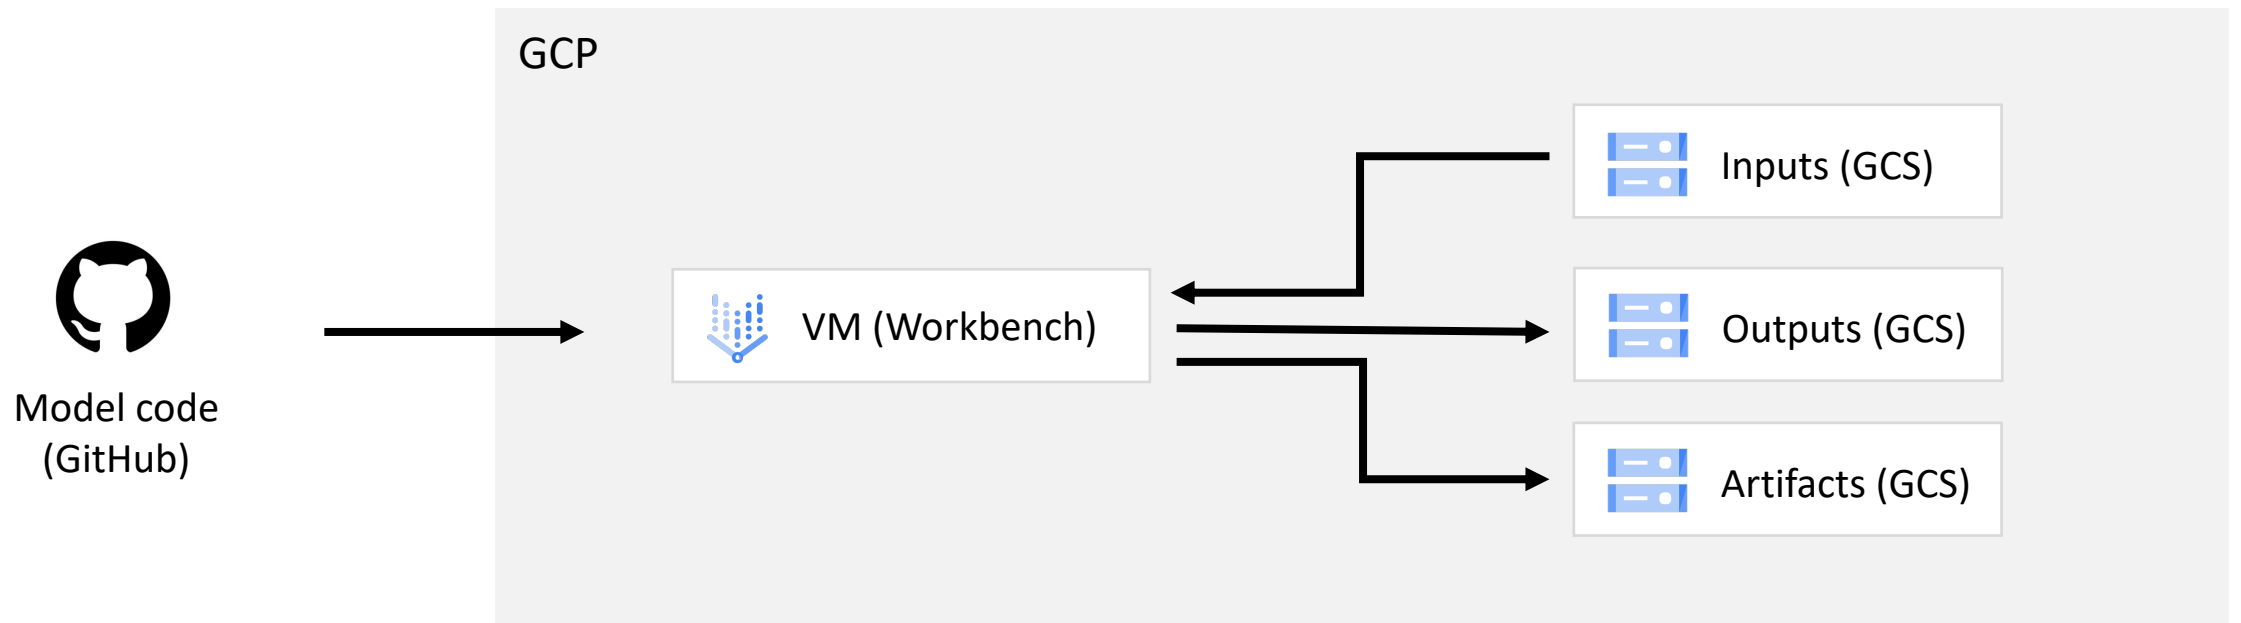 GCP
Model code
(GitHub)
VM (Workbench)
Inputs (GCS)
Outputs (GCS)
Artifacts (GCS)